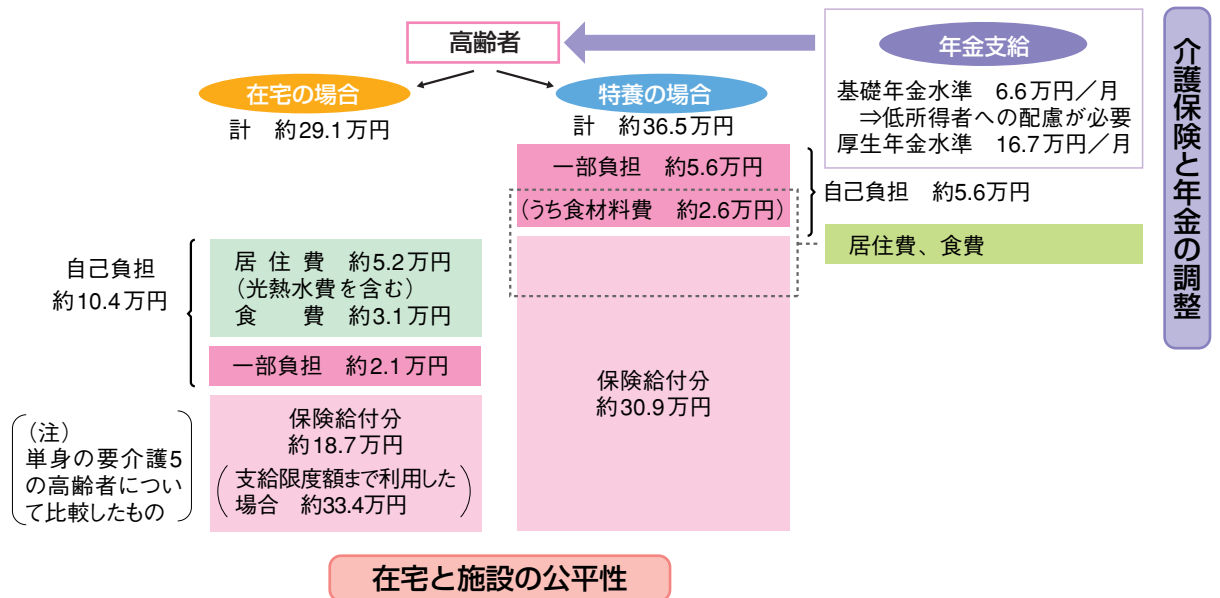 高齢者
年金支給
基礎年金水準 6.6万円／月
⇒低所得者への配慮が必要
厚生年金水準 16.7万円／月
介護保険と年金の調整
在宅の場合
計 約29.1万円
特養の場合
計 約36.5万円
一部負担 約5.6万円
(うち食材料費 約2.6万円)
自己負担 約5.6万円
居住費、食費
保険給付分
約30.9万円
自己負担
約10.4万円
居住費 約5.2万円
(光熱水費を含む)
食費 約3.1万円
一部負担 約2.1万円
保険給付分
約18.7万円
(支給限度額まで利用した
場合 約33.4万円)
(注)
単身の要介護5
の高齢者につい
て比較したもの
在宅と施設の公平性